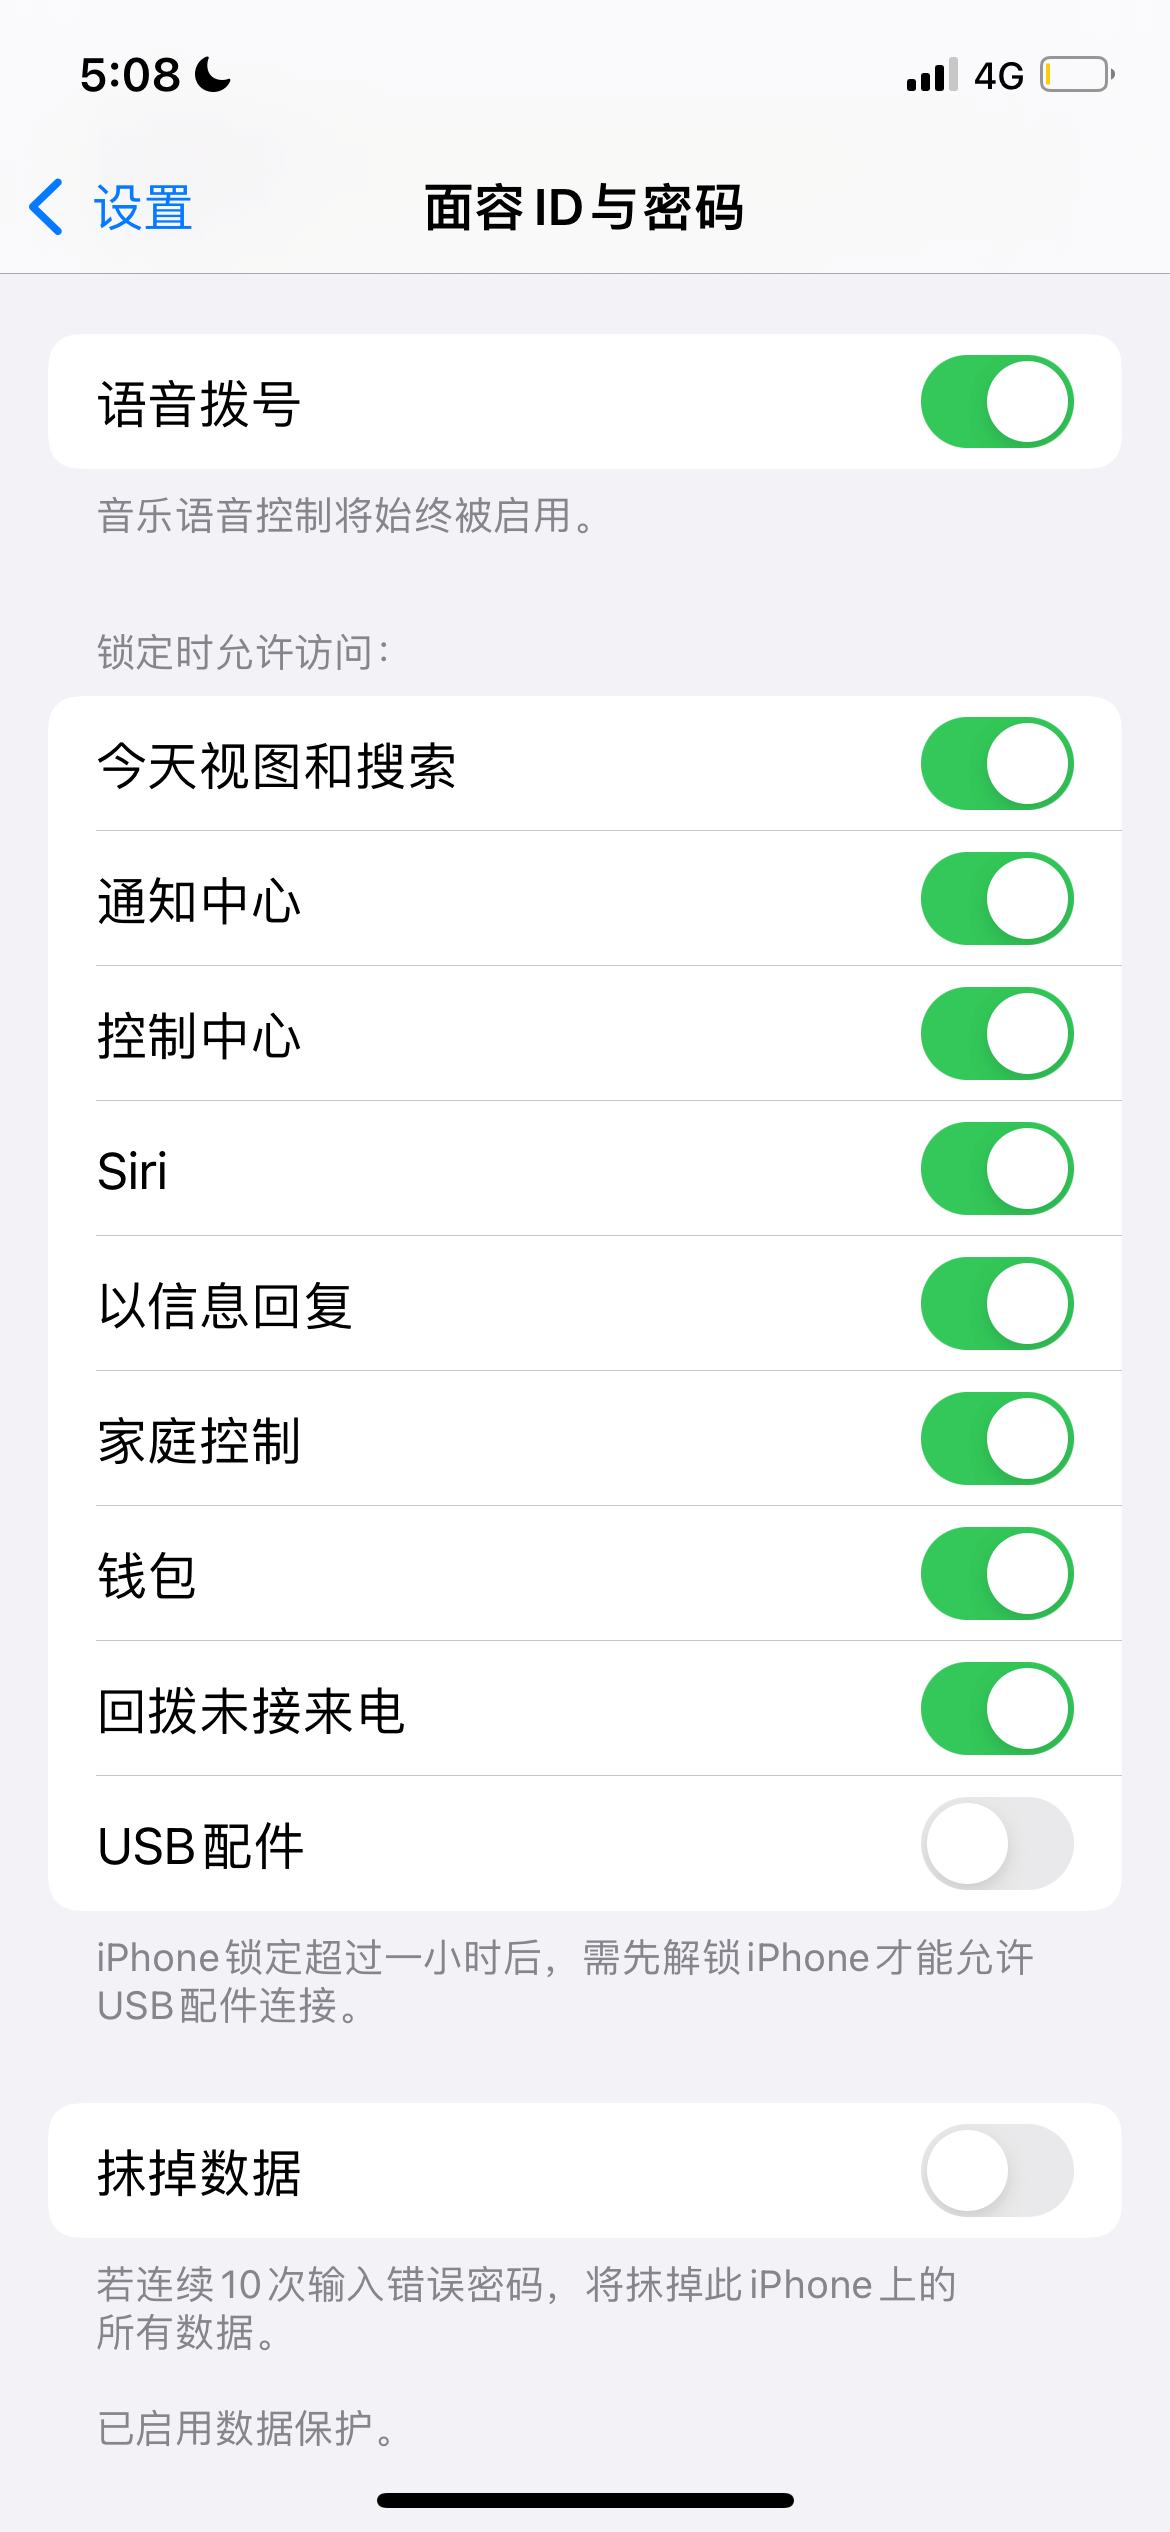 5:08
4G
设置
面容 ID与密码
语音拨号
音乐语音控制将始终被启用。
锁定时允许访问：
今天视图和搜索
通知中心
控制中心
Siri
以信息回复
家庭控制
钱包
回拨未接来电
USB配件
iPhone锁定超过一小时后，需先解锁iPhone才能允许
USB配件连接。
抹掉数据
若连续10次输入错误密码，将抹掉此iPhone上的
所有数据。
已启用数据保护。